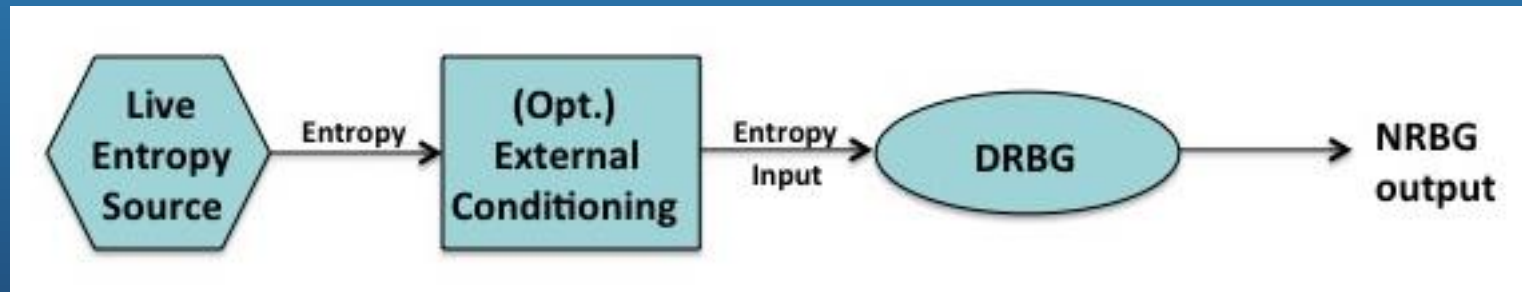 Live
Entropy
Source
Entropy
(Opt.)
External
Conditioning
Entropy
Input
DRBG
NRBG
output